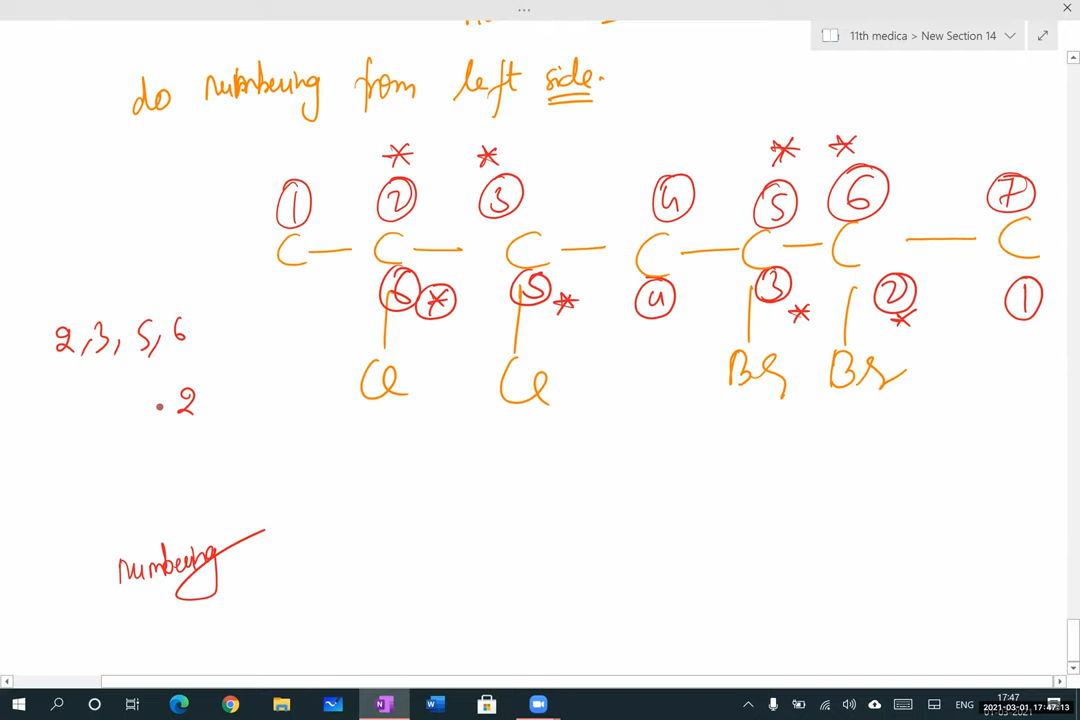 11th medica > New Section 14
do numbering from left side.
* * * *
1 2 3 4 5 6 7
C — C — C — C — C — C — C
6 * 5 * 4 3 * 2 * 1
2, 3, 5, 6
Cl Cl Br Br
2
numbering
ENG
17:47
2021-03-01 17:47:13